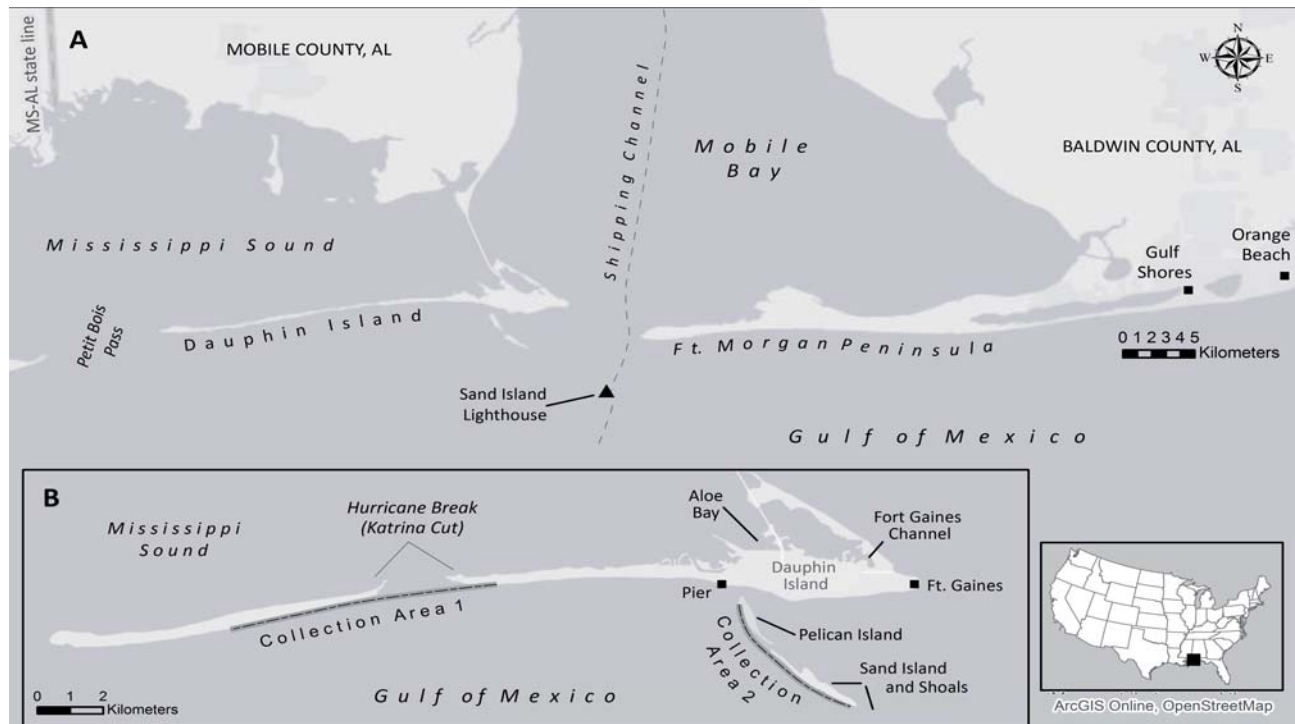 A
MS-AL state line
MOBILE COUNTY, AL
Shipping Channel
Mobile
Bay
N
W
E
S
BALDWIN COUNTY, AL
Mississippi Sound
Gulf
Shores
Orange
Beach
Petit Bois
Pass
Dauphin Island
Ft. Morgan Peninsula
0 1 2 3 4 5
Kilometers
Sand Island
Lighthouse
Gulf of Mexico
B
Mississippi
Sound
Hurricane Break
(Katrina Cut)
Aloe
Bay
Fort Gaines
Channel
Dauphin
Island
Pier
Ft. Gaines
Collection Area 1
Collection
Area 2
Pelican Island
Sand Island
and Shoals
0 1 2
Kilometers
Gulf of Mexico
ArcGIS Online, OpenStreetMap